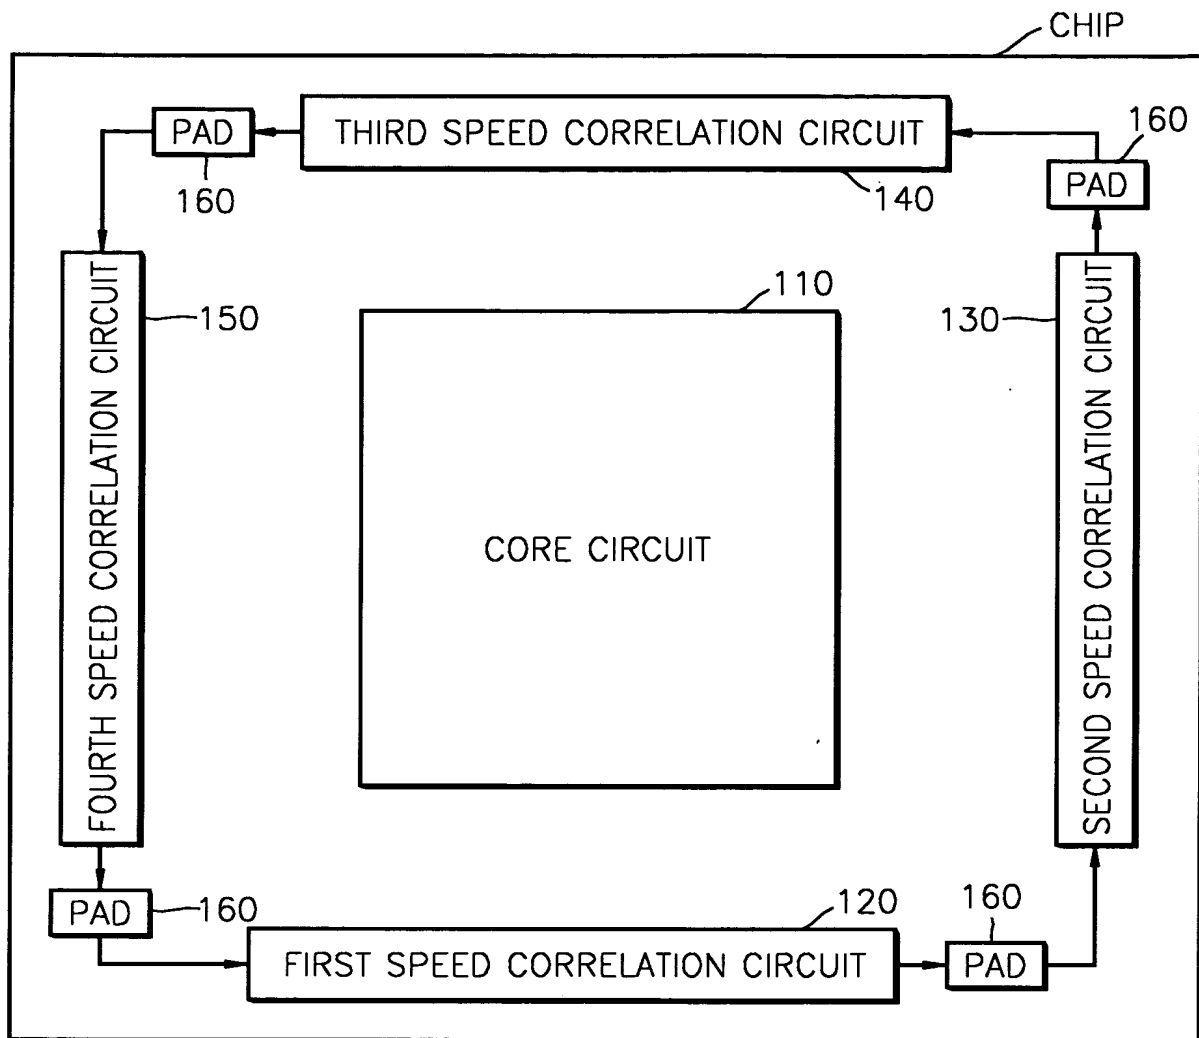 CHIP
PAD
160
THIRD SPEED CORRELATION CIRCUIT
140
160
PAD
FOURTH SPEED CORRELATION CIRCUIT
150
110
CORE CIRCUIT
130
SECOND SPEED CORRELATION CIRCUIT
PAD
160
120
FIRST SPEED CORRELATION CIRCUIT
160
PAD